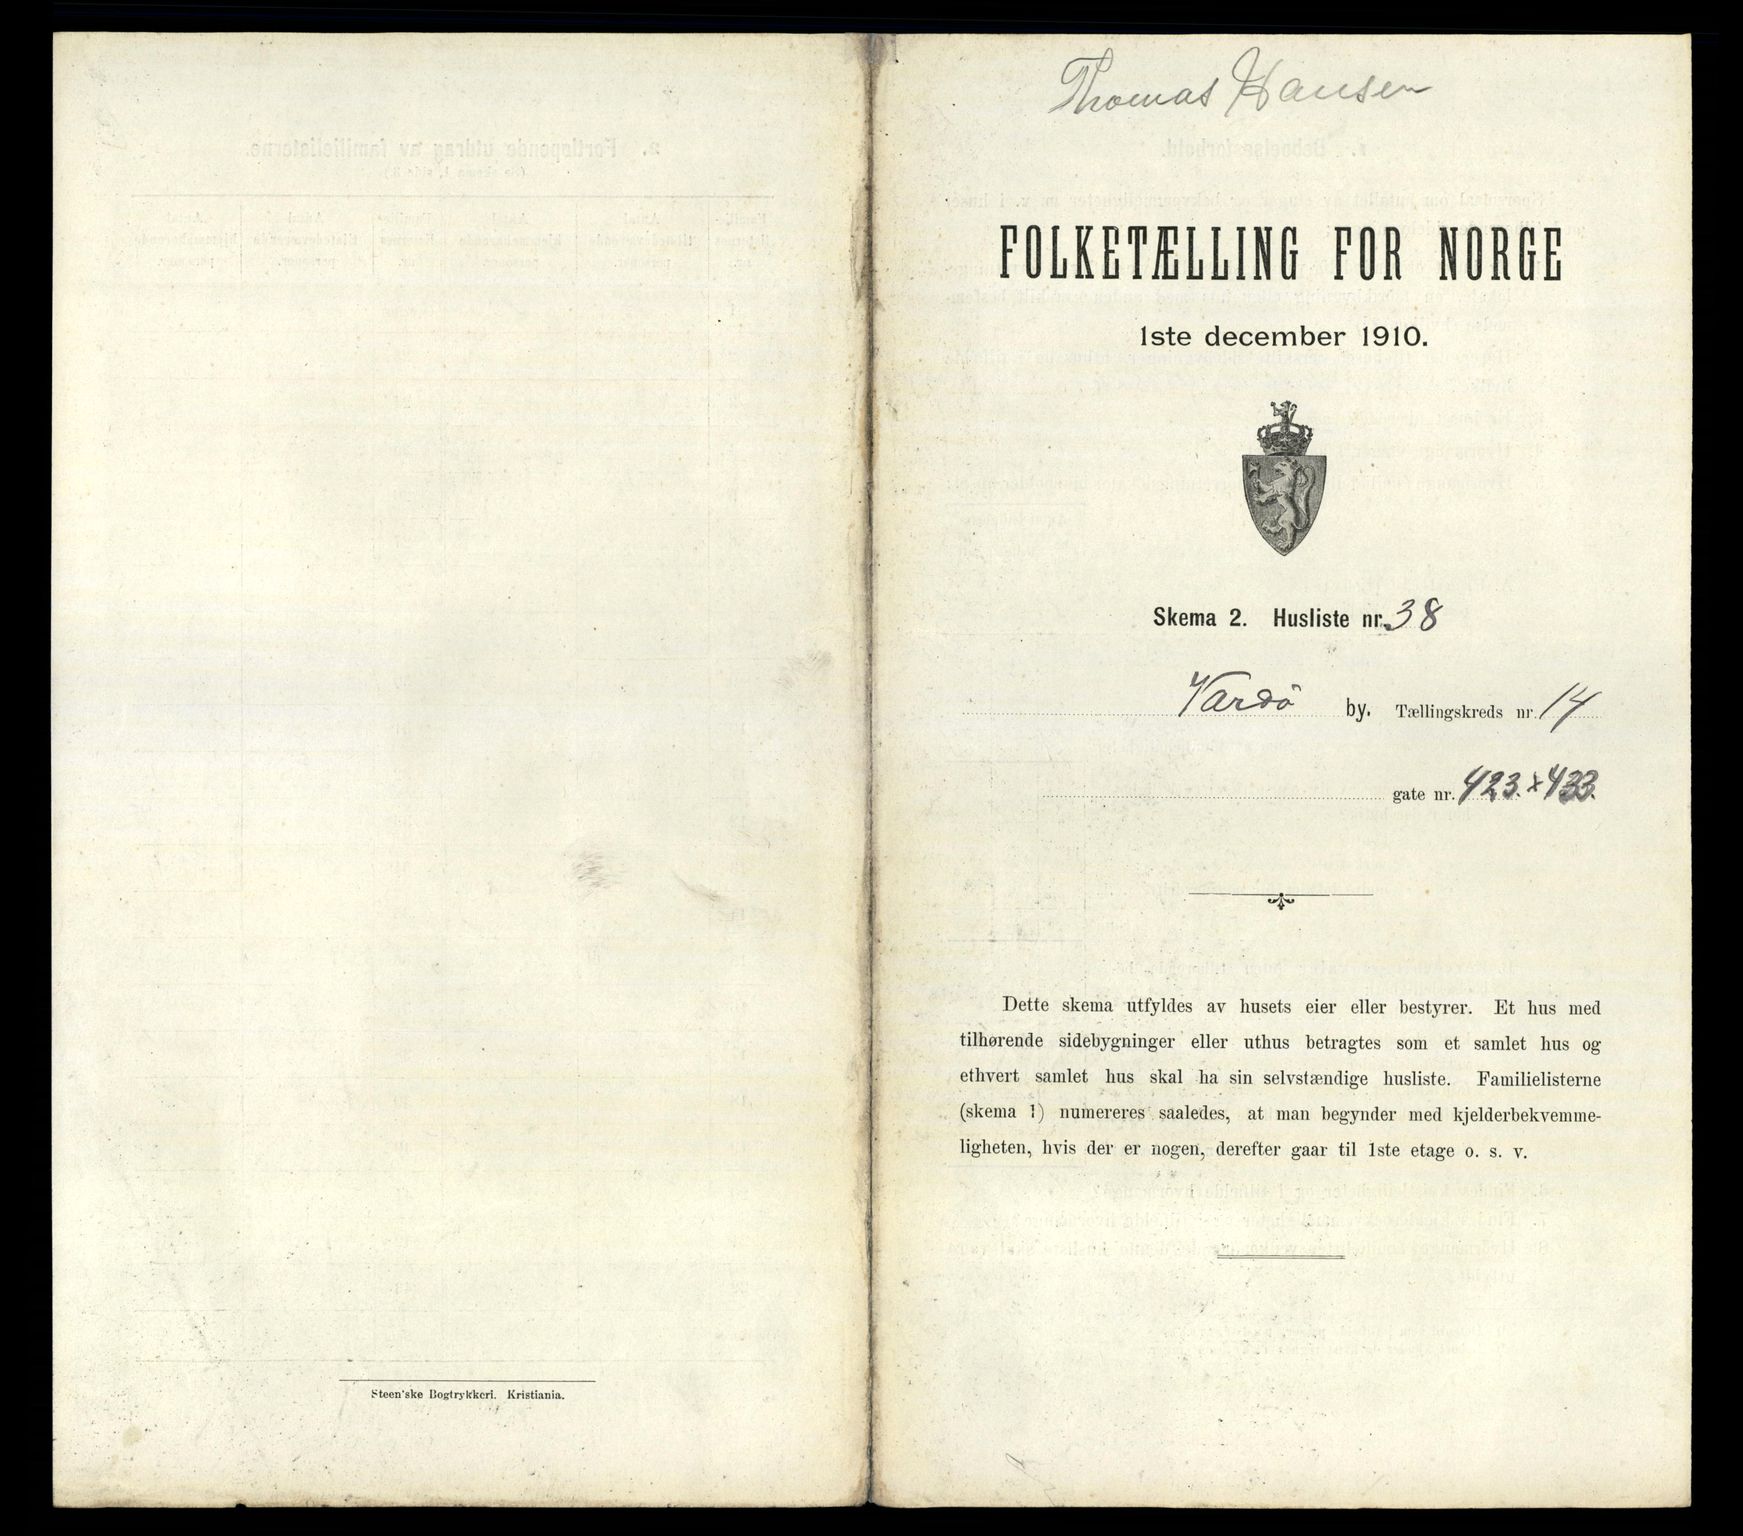 Steen'ske Bogtrykkeri. Kristiania.
Thomas Hansen
FOLKETÆLLING FOR NORGE
1ste december 1910.
Skema 2. Husliste nr. 38
Vardö by. Tællingskreds nr. 14
gate nr. 423. x 433.
Dette skema utfyldes av husets eier eller bestyrer. Et hus med
tilhørende sidebygninger eller uthus betragtes som et samlet hus og
ethvert samlet hus skal ha sin selvstændige husliste. Familielisterne
(skema 1) numereres saaledes, at man begynder med kjelderbekvemme-
ligheten, hvis der er nogen, derefter gaar til 1ste etage o. s. v.